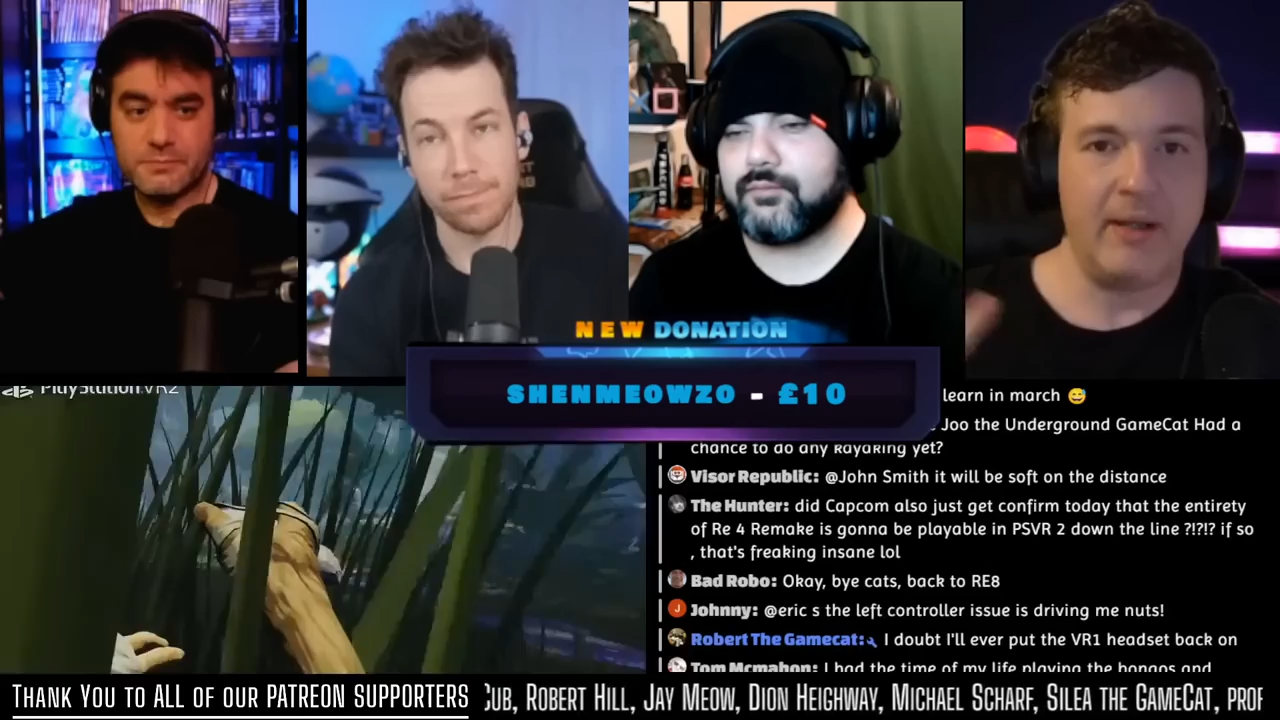 NEW DONATION
SHENMEOWZO - £10
PlayStation.VR2
learn in march 😅
Joo the Underground GameCat Had a
chance to do any kayaking yet?
Visor Republic: @John Smith it will be soft on the distance
The Hunter: did Capcom also just get confirm today that the entirety
of Re 4 Remake is gonna be playable in PSVR 2 down the line ?!?!? if so
, that's freaking insane lol
Bad Robo: Okay, bye cats, back to RE8
J Johnny: @eric s the left controller issue is driving me nuts!
Robert The Gamecat: I doubt I'll ever put the VR1 headset back on
Tom Mcmahon: I had the time of my life playing the bongos and
THANK YOU TO ALL OF OUR PATREON SUPPORTERS
CUB, ROBERT HILL, JAY MEOW, DION HEIGHWAY, MICHAEL SCHARF, SILEA THE GAMECAT, PROF